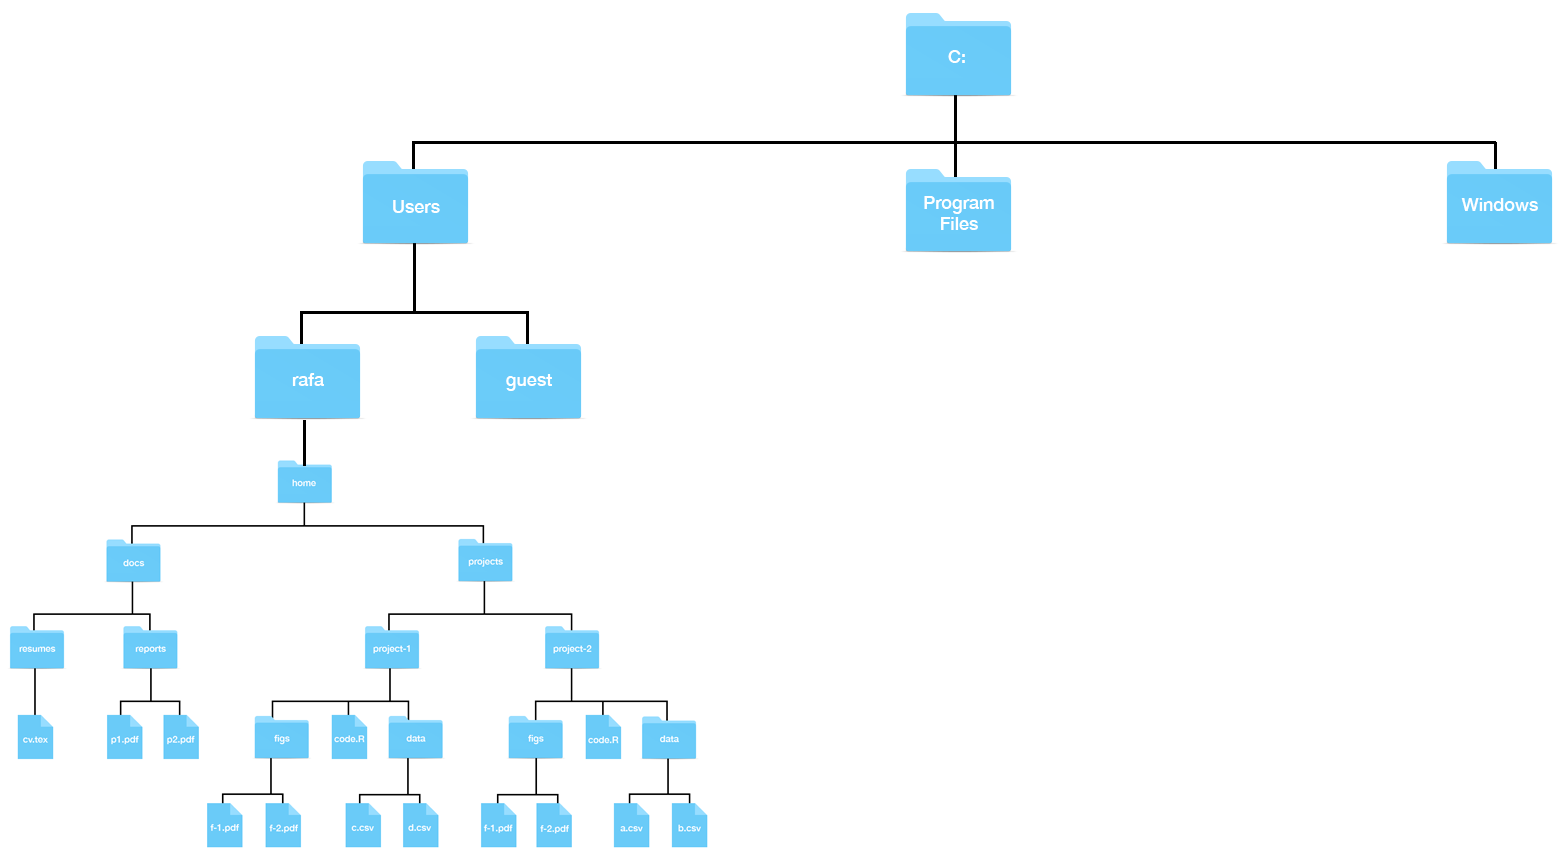 C:
Users
Program
Files
Windows
rafa
guest
home
docs
projects
resumes
reports
project-1
project-2
cv.tex
p1.pdf
p2.pdf
figs
code.R
data
figs
code.R
data
f-1.pdf
f-2.pdf
c.csv
d.csv
f-1.pdf
f-2.pdf
a.csv
b.csv